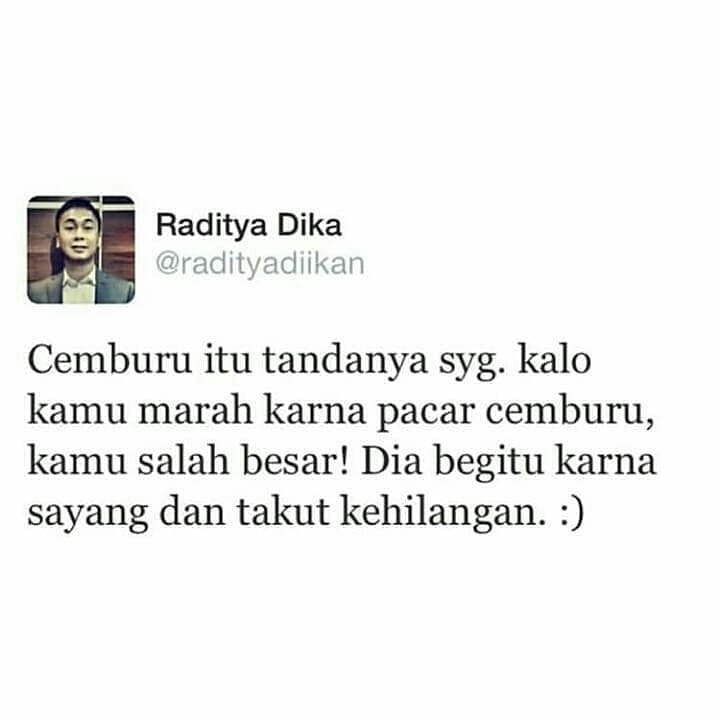 Raditya Dika
@radityadiikan
Cemburu itu tandanya syg. kalo
kamu marah karna pacar cemburu,
kamu salah besar! Dia begitu karna
sayang dan takut kehilangan. :)